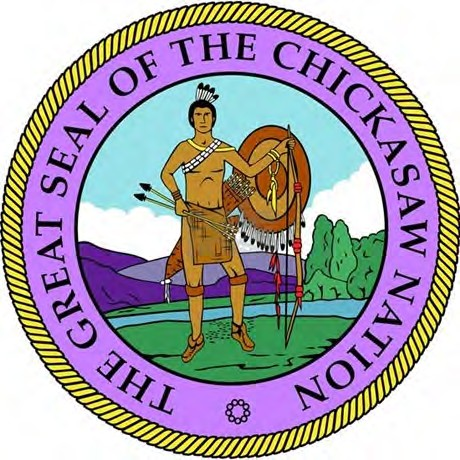 THE GREAT SEAL OF THE CHICKASAW NATION